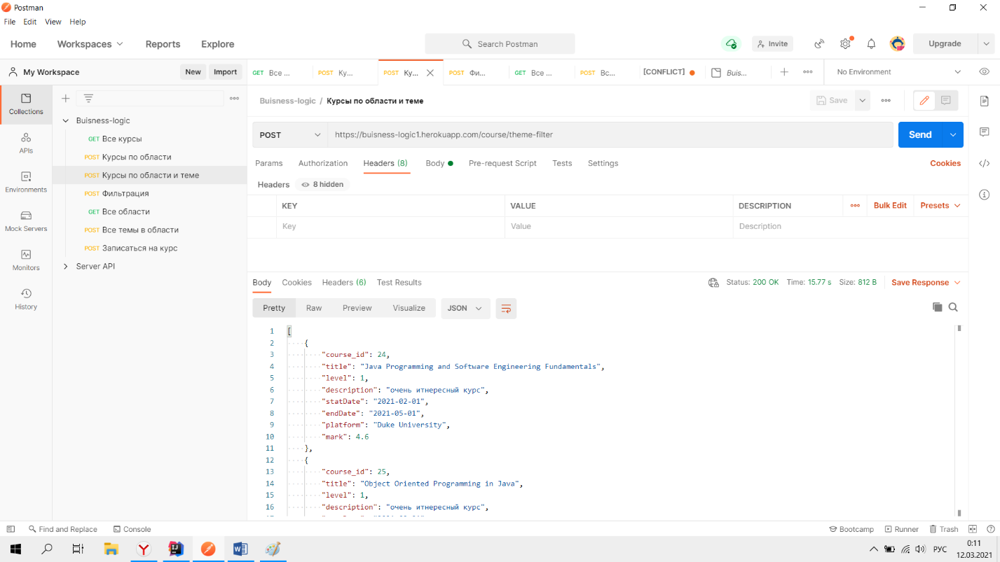 Postman
File Edit View Help
Home Workspaces Reports Explore Search Postman Invite Upgrade
My Workspace New Import GET Все ... POST Ку... POST Ку... POST Фи... GET Все ... POST Вс... [CONFLICT] Buis... No Environment
Buisness-logic / Курсы по области и теме Save
Collections
APIs
Environments
Mock Servers
Monitors
History
Buisness-logic
GET Все курсы
POST Курсы по области
POST Курсы по области и теме
POST Фильтрация
GET Все области
POST Все темы в области
POST Записаться на курс
Server API
POST https://buisness-logic1.herokuapp.com/course/theme-filter Send
Params Authorization Headers (8) Body Pre-request Script Tests Settings Cookies
Headers 8 hidden
KEY VALUE DESCRIPTION Bulk Edit Presets
Key Value Description
Body Cookies Headers (6) Test Results Status: 200 OK Time: 15.77 s Size: 812 B Save Response
Pretty Raw Preview Visualize JSON
1 [
2 {
3 "course_id": 24,
4 "title": "Java Programming and Software Engineering Fundamentals",
5 "level": 1,
6 "description": "очень итнересный курс",
7 "statDate": "2021-02-01",
8 "endDate": "2021-05-01",
9 "platform": "Duke University",
10 "mark": 4.6
11 },
12 {
13 "course_id": 25,
14 "title": "Object Oriented Programming in Java",
15 "level": 1,
16 "description": "очень итнересный курс",
Find and Replace Console Bootcamp Runner Trash
РУС 0:11
12.03.2021